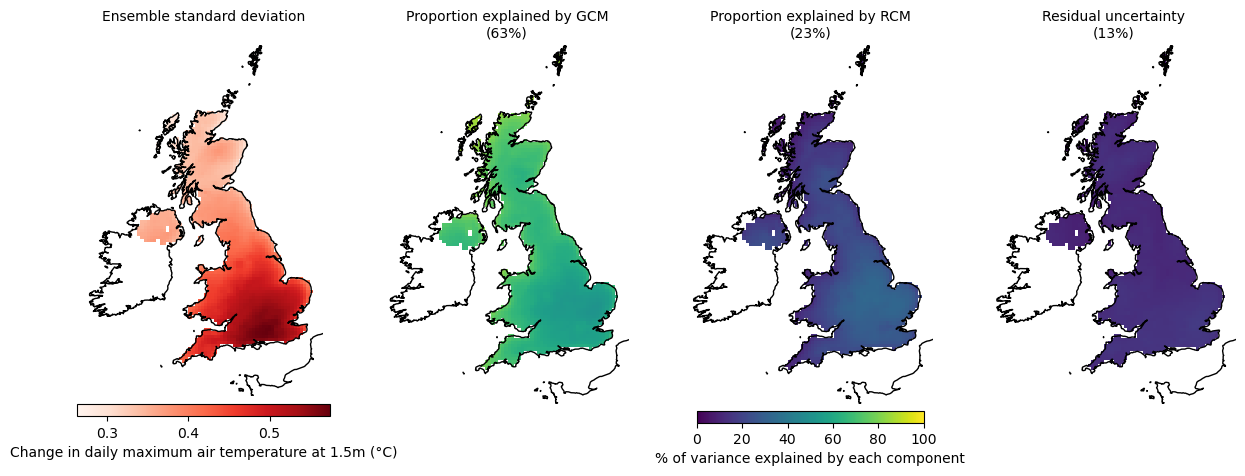 Ensemble standard deviation
Proportion explained by GCM
(63%)
Proportion explained by RCM
(23%)
Residual uncertainty
(13%)
0.3 0.4 0.5
Change in daily maximum air temperature at 1.5m (°C)
0 20 40 60 80 100
% of variance explained by each component